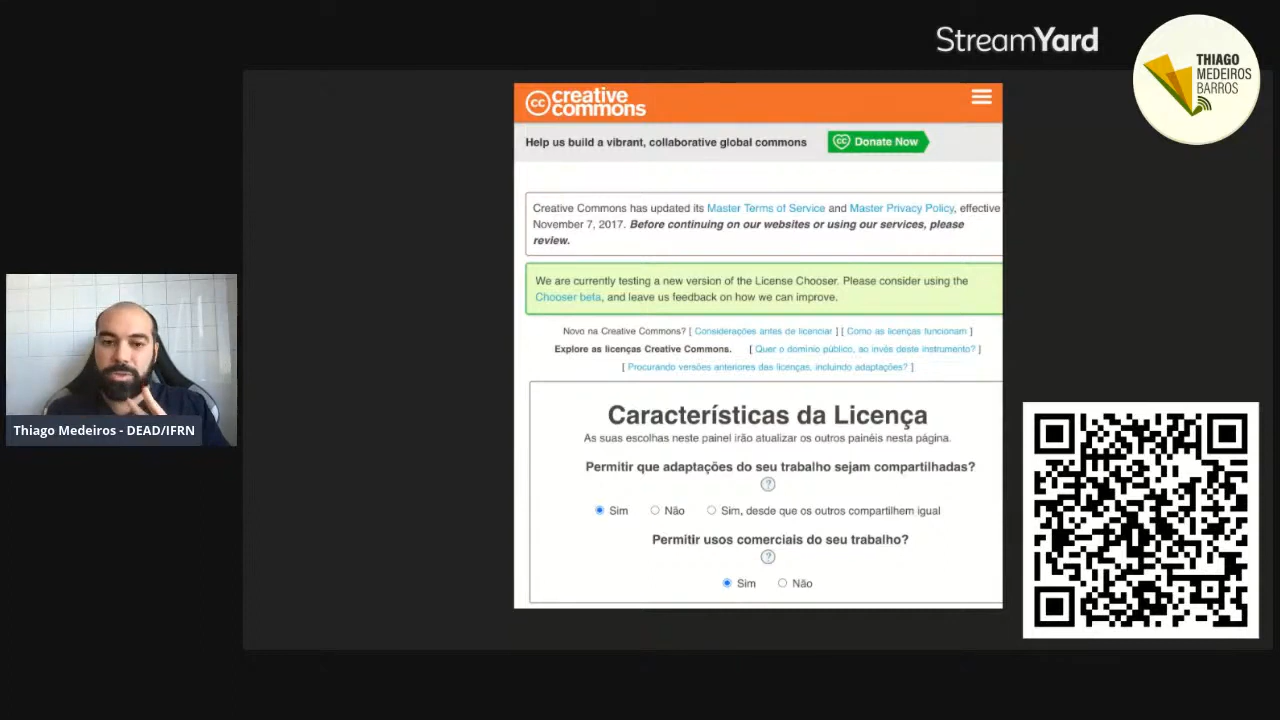 StreamYard
THIAGO
MEDEIROS
BARROS
cc creative
commons
Help us build a vibrant, collaborative global commons
cc Donate Now
Creative Commons has updated its Master Terms of Service and Master Privacy Policy, effective
November 7, 2017. Before continuing on our websites or using our services, please
review.
We are currently testing a new version of the License Chooser. Please consider using the
Chooser beta, and leave us feedback on how we can improve.
Novo na Creative Commons? [ Considerações antes de licenciar ] [ Como as licenças funcionam ]
Explore as licenças Creative Commons. [ Quer o domínio público, ao invés deste instrumento? ]
[ Procurando versões anteriores das licenças, incluindo adaptações? ]
Características da Licença
As suas escolhas neste painel irão atualizar os outros painéis nesta página.
Permitir que adaptações do seu trabalho sejam compartilhadas?
?
Sim Não Sim, desde que os outros compartilhem igual
Permitir usos comerciais do seu trabalho?
?
Sim Não
Thiago Medeiros - DEAD/IFRN